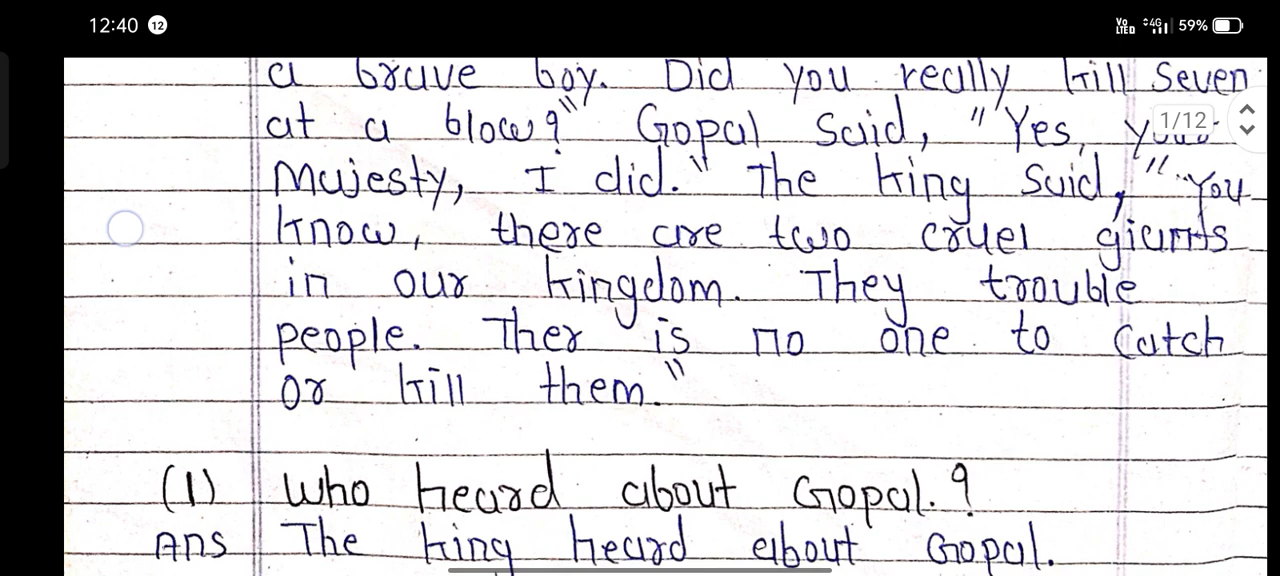 12:40 12 Vo LTED 4G 59%
a brave boy. Did you really kill Seven
at a blow?" Gopal Said, "Yes, your
1/12
Majesty, I did." The king Said, "You
know, there are two cruel giants
in our kingdom. They trouble
people. Ther is no one to catch
or kill them."
(1) Who heard about Gopal.?
Ans The king heard about Gopal.